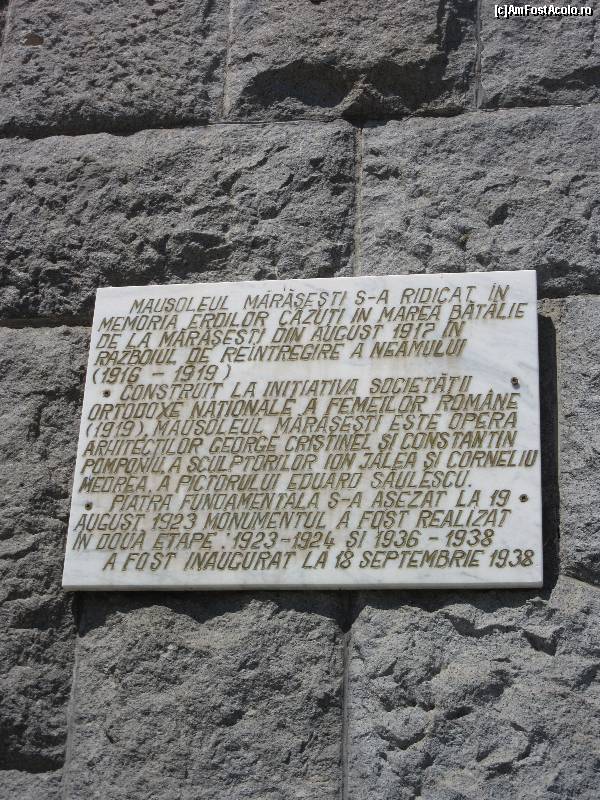 (c)AmFostAcolo.ro
MAUSOLEUL MĂRĂSEȘTI S-A RIDICAT ÎN
MEMORIA EROILOR CĂZUȚI ÎN MAREA BĂTĂLIE
DE LA MĂRĂȘEȘTI DIN AUGUST 1917 ÎN
RĂZBOIUL DE REÎNTREGIRE A NEAMULUI
(1916 - 1919)
CONSTRUIT LA INIȚIATIVA SOCIETĂȚII
ORTODOXE NAȚIONALE A FEMEILOR ROMÂNE
(1919), MAUSOLEUL MĂRĂȘEȘTI ESTE OPERA
ARHITECȚILOR GEORGE CRISTINEL ȘI CONSTANTIN
POMPONIU, A SCULPTORILOR ION JALEA ȘI CORNELIU
MEDREA, A PICTORULUI EDUARD SĂULESCU.
PIATRA FUNDAMENTALĂ S-A AȘEZAT LA 19
AUGUST 1923 MONUMENTUL A FOST REALIZAT
ÎN DOUĂ ETAPE: 1923-1924 ȘI 1936 - 1938
A FOST INAUGURAT LA 18 SEPTEMBRIE 1938